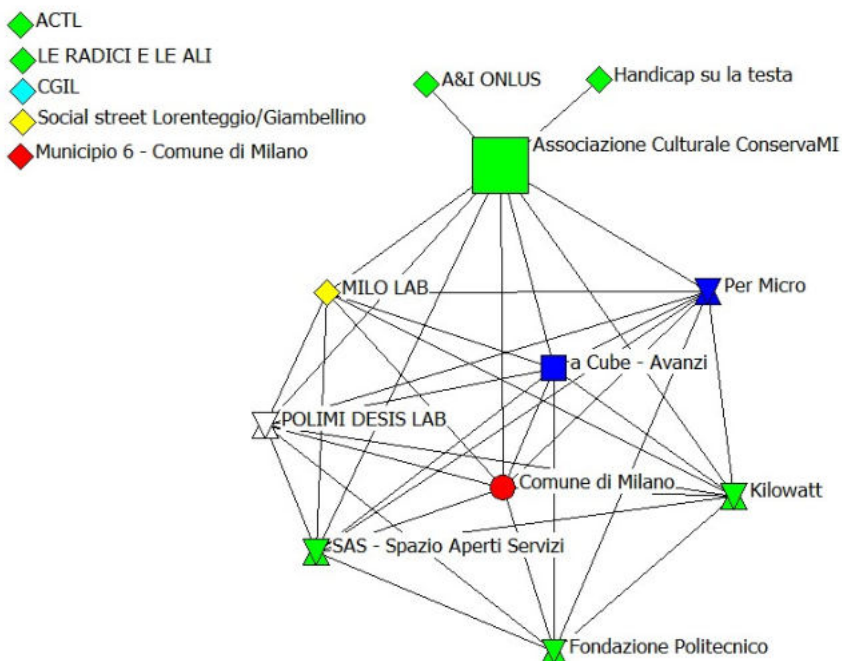 ACTL
LE RADICI E LE ALI
CGIL
Social street Lorenteggio/Giambellino
Municipio 6 - Comune di Milano
A&I ONLUS
Handicap su la testa
Associazione Culturale ConservaMI
MILO LAB
Per Micro
a Cube - Avanzi
POLIMI DESIS LAB
Comune di Milano
Kilowatt
SAS - Spazio Aperti Servizi
Fondazione Politecnico